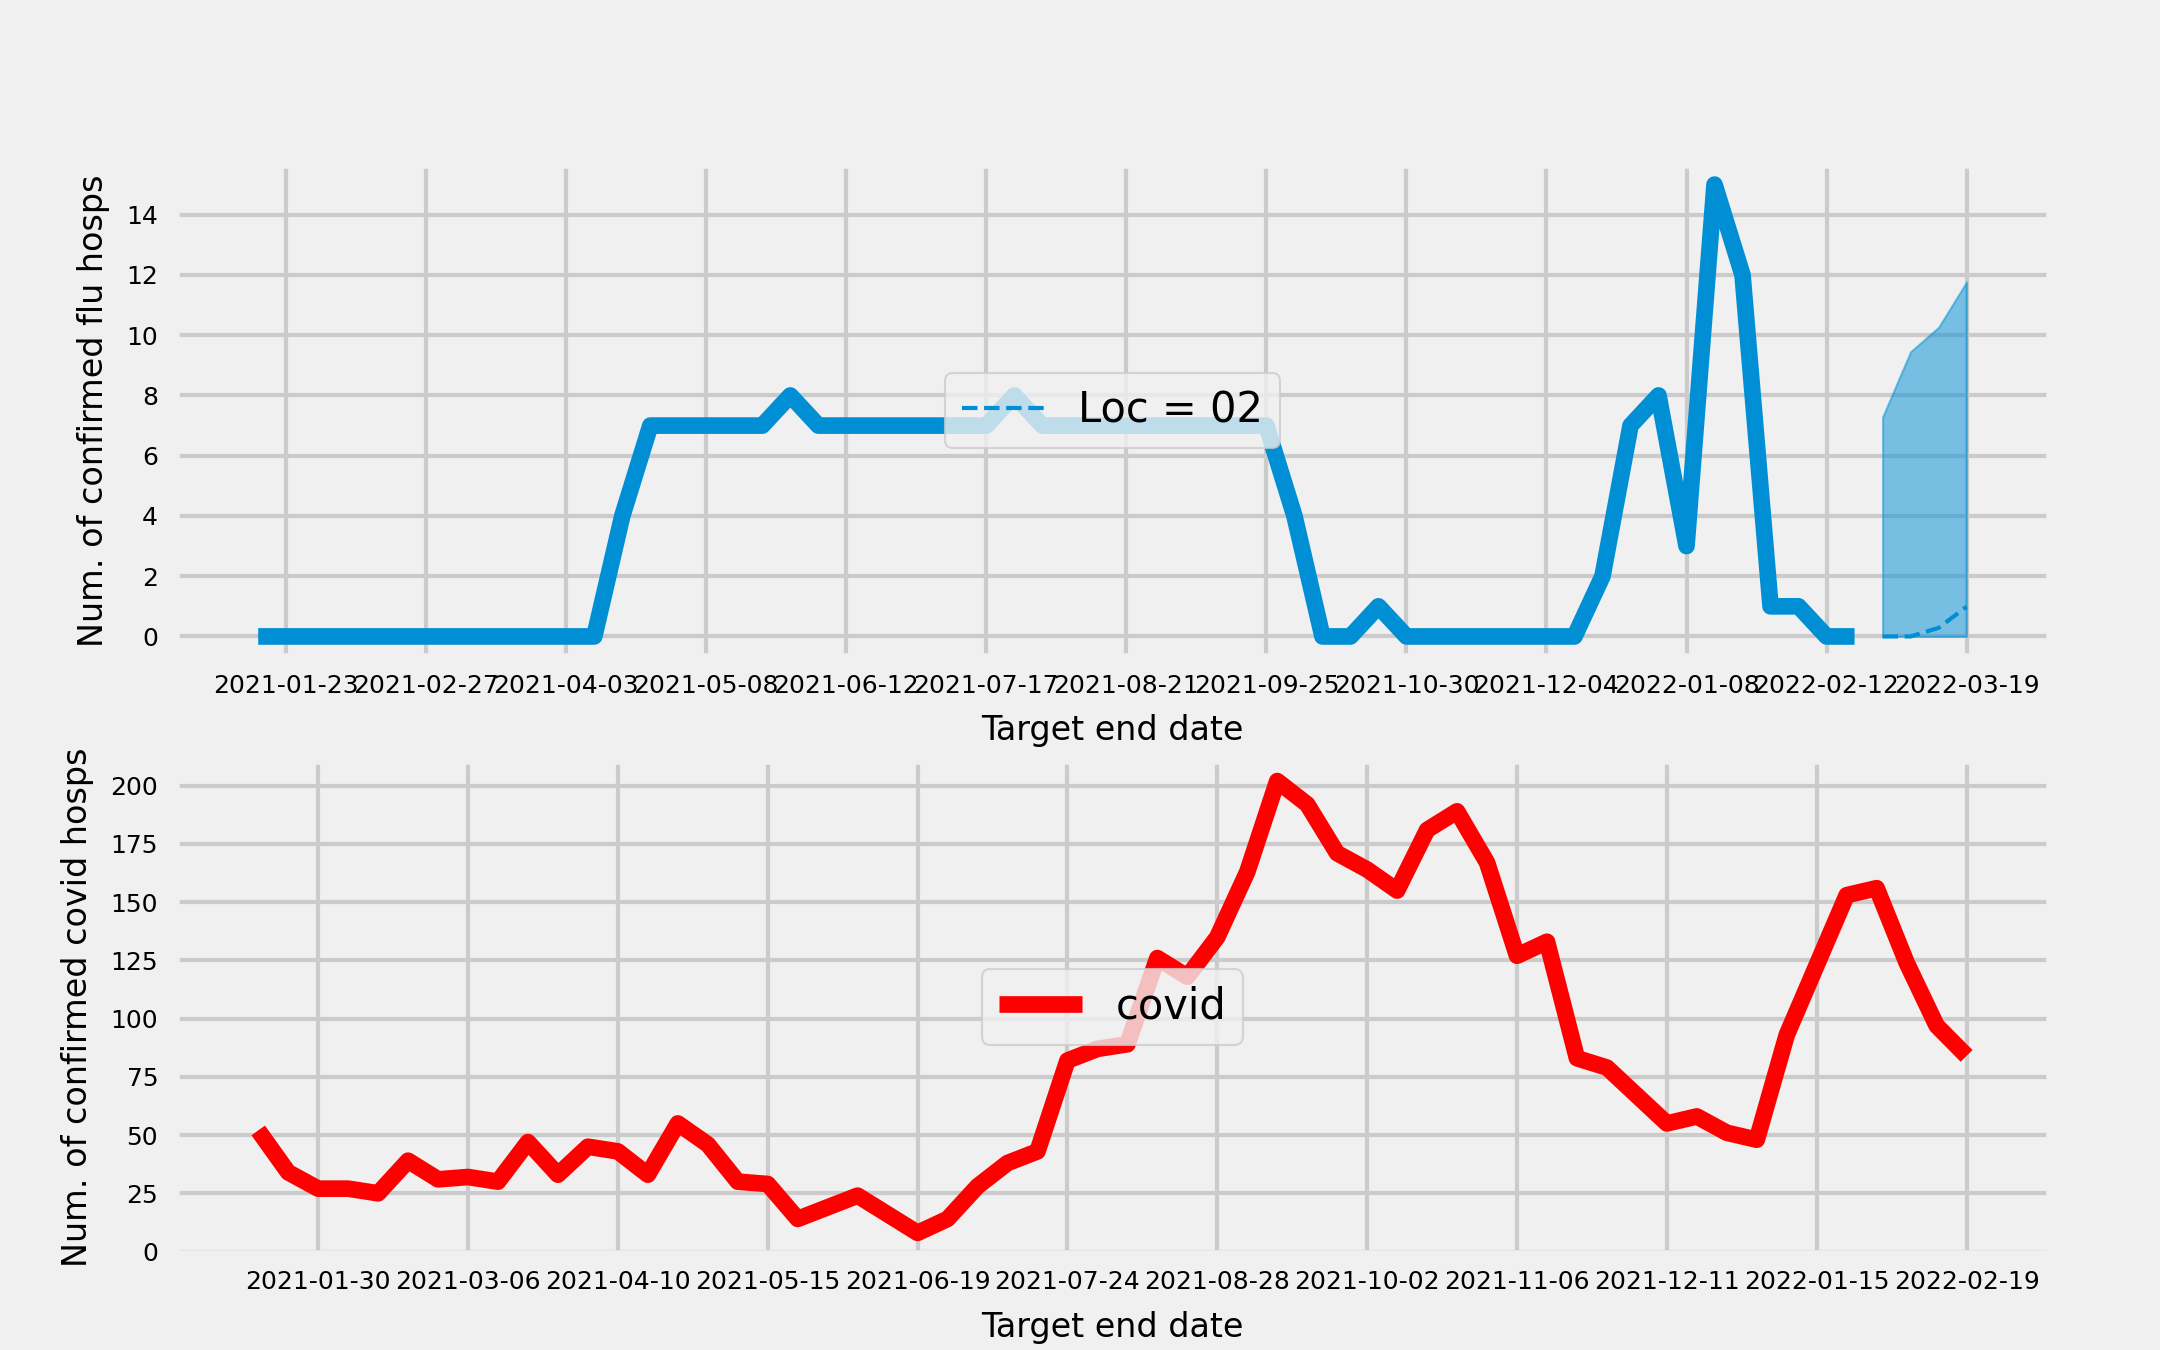 Num. of confirmed flu hosps
14
12
10
8
6
4
2
0
Loc = 02
2021-01-23 2021-02-27 2021-04-03 2021-05-08 2021-06-12 2021-07-17 2021-08-21 2021-09-25 2021-10-30 2021-12-04 2022-01-08 2022-02-12 2022-03-19
Target end date
Num. of confirmed covid hosps
200
175
150
125
100
75
50
25
0
covid
2021-01-30 2021-03-06 2021-04-10 2021-05-15 2021-06-19 2021-07-24 2021-08-28 2021-10-02 2021-11-06 2021-12-11 2022-01-15 2022-02-19
Target end date